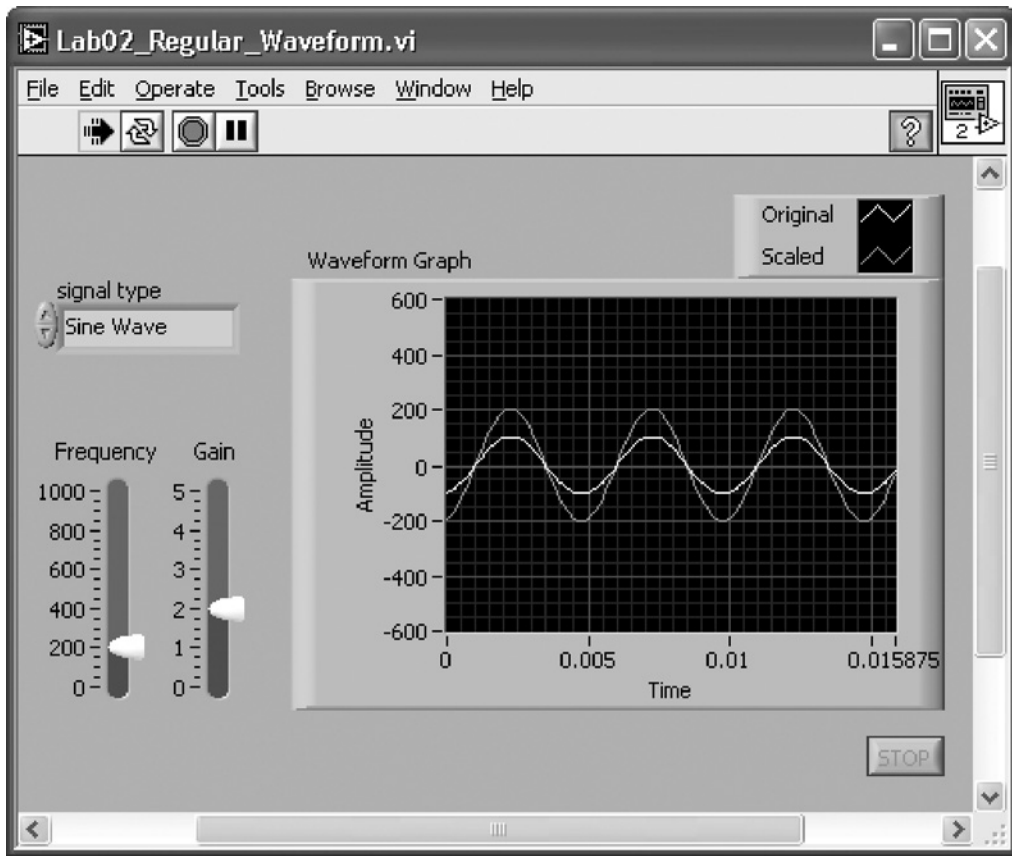 Lab02_Regular_Waveform.vi
File Edit Operate Tools Browse Window Help
2
Original
Scaled
Waveform Graph
signal type
Sine Wave
Frequency
1000
800
600
400
200
0
Gain
5
4
3
2
1
0
Amplitude
600
400
200
0
-200
-400
-600
0 0.005 0.01 0.015875
Time
STOP